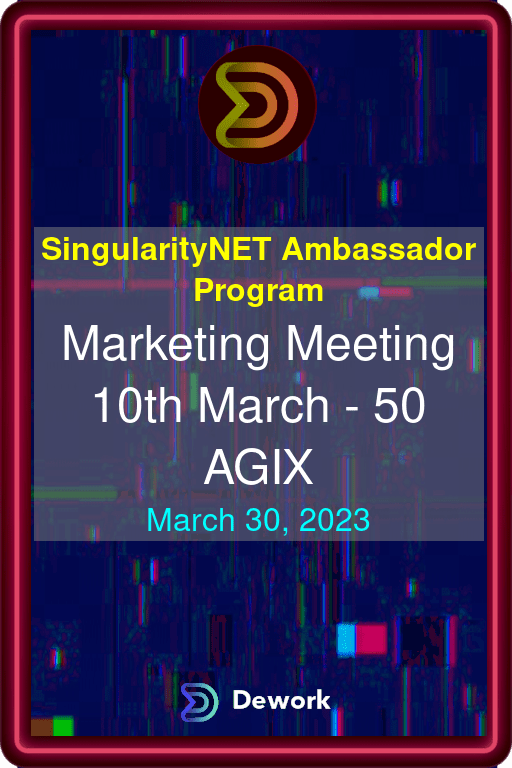 SingularityNET Ambassador
Program
Marketing Meeting
10th March - 50
AGIX
March 30, 2023
Dework